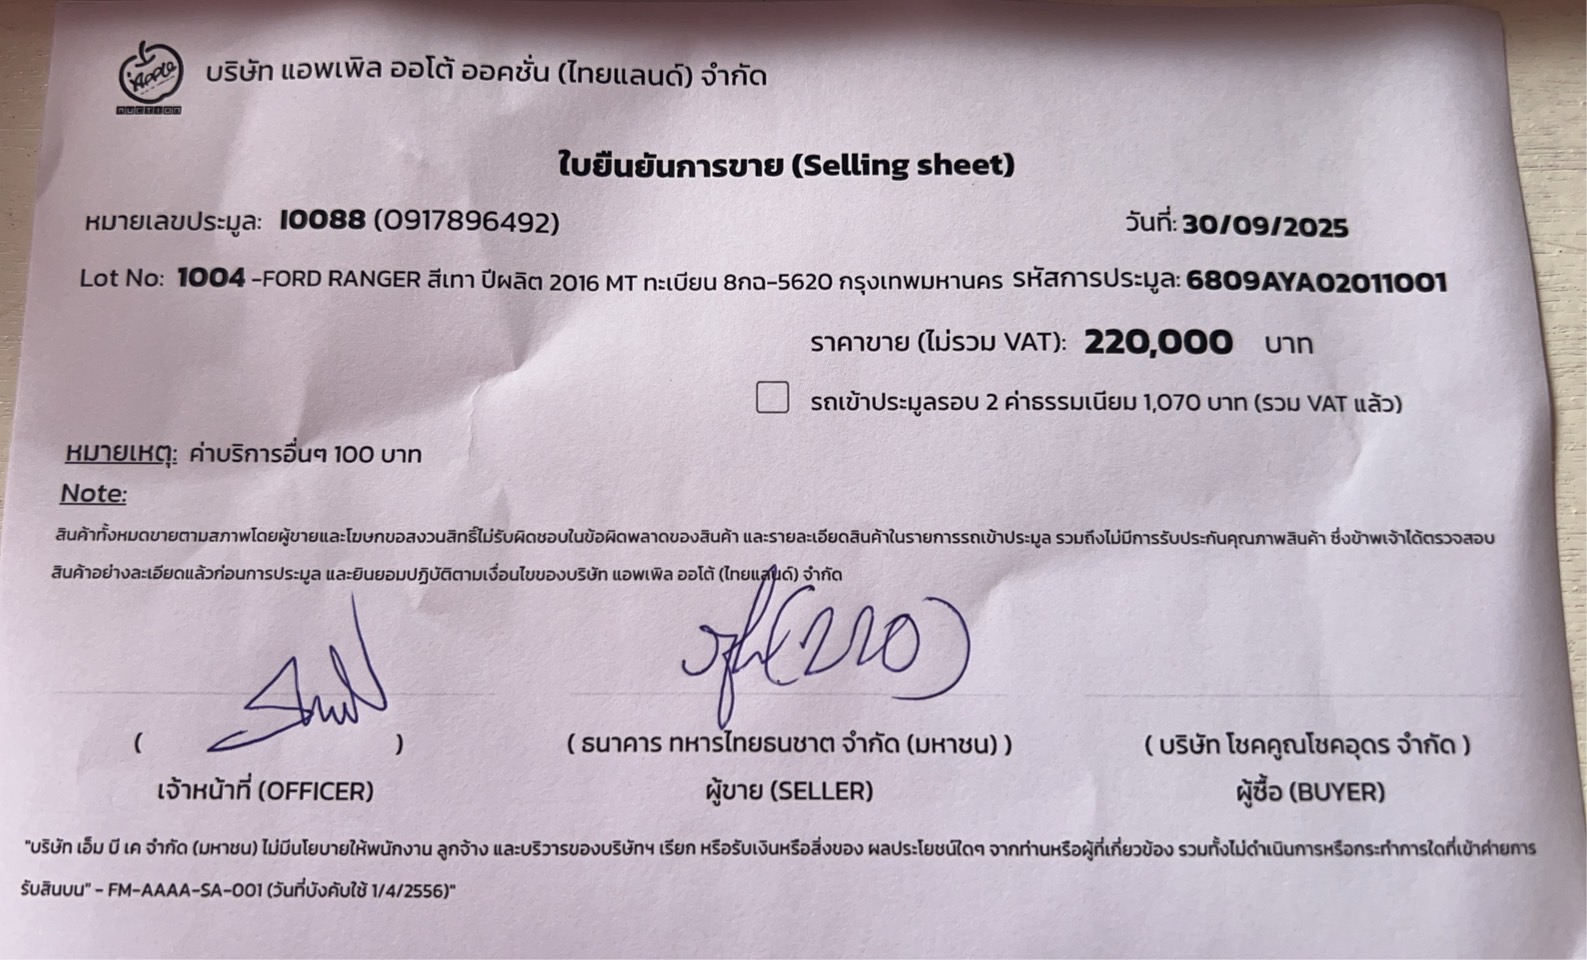 Apple
AUCTION
บริษัท แอพเพิล ออโต้ ออคชั่น (ไทยแลนด์) จำกัด
ใบยืนยันการขาย (Selling sheet)
หมายเลขประมูล: I0088 (0917896492)
วันที่: 30/09/2025
Lot No: 1004 -FORD RANGER สีเทา ปีผลิต 2016 MT ทะเบียน 8กฉ-5620 กรุงเทพมหานคร รหัสการประมูล: 6809AYA02011001
ราคาขาย (ไม่รวม VAT): 220,000 บาท
รถเข้าประมูลรอบ 2 ค่าธรรมเนียม 1,070 บาท (รวม VAT แล้ว)
หมายเหตุ: ค่าบริการอื่นๆ 100 บาท
Note:
สินค้าทั้งหมดขายตามสภาพโดยผู้ขายและโฆษกขอสงวนสิทธิ์ไม่รับผิดชอบในข้อผิดพลาดของสินค้า และรายละเอียดสินค้าในรายการรถเข้าประมูล รวมถึงไม่มีการรับประกันคุณภาพสินค้า ซึ่งข้าพเจ้าได้ตรวจสอบ
สินค้าอย่างละเอียดแล้วก่อนการประมูล และยินยอมปฏิบัติตามเงื่อนไขของบริษัท แอพเพิล ออโต้ (ไทยแลนด์) จำกัด
(220)
( )
( ธนาคาร ทหารไทยธนชาต จำกัด (มหาชน) )
( บริษัท โชคคูณโชคอุดร จำกัด )
เจ้าหน้าที่ (OFFICER)
ผู้ขาย (SELLER)
ผู้ซื้อ (BUYER)
"บริษัท เอ็ม บี เค จำกัด (มหาชน) ไม่มีนโยบายให้พนักงาน ลูกจ้าง และบริวารของบริษัทฯ เรียก หรือรับเงินหรือสิ่งของ ผลประโยชน์ใดๆ จากท่านหรือผู้ที่เกี่ยวข้อง รวมทั้งไม่ดำเนินการหรือกระทำการใดที่เข้าค่ายการ
รับสินบน" - FM-AAAA-SA-001 (วันที่บังคับใช้ 1/4/2556)"